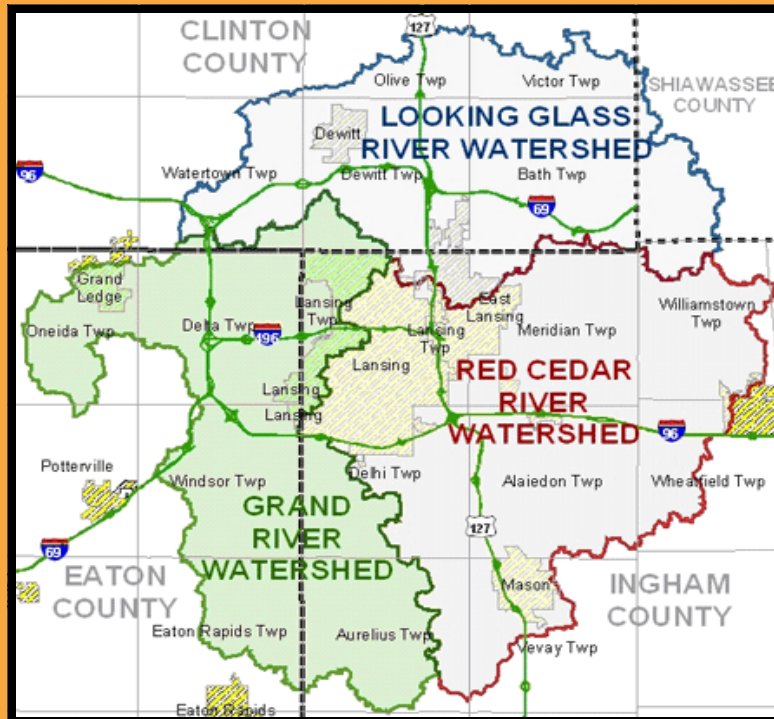 CLINTON
COUNTY
127
Olive Twp
Victor Twp
SHIAWASSEE
COUNTY
LOOKING GLASS
RIVER WATERSHED
Dewitt
96
Watertown Twp
Dewitt Twp
Bath Twp
69
Grand
Ledge
Oneida Twp
Delta Twp
496
Lansing
Twp
Lansing
Lansing
Twp
East
Lansing
Meridian Twp
Williamstown
Twp
RED CEDAR
RIVER
WATERSHED
Lansing
Lansing
96
Potterville
Windsor Twp
Delhi Twp
Alaiedon Twp
Wheatfield Twp
GRAND
RIVER
WATERSHED
127
69
EATON
COUNTY
Mason
INGHAM
COUNTY
Eaton Rapids Twp
Aurelius Twp
Vevay Twp
Eaton Rapids